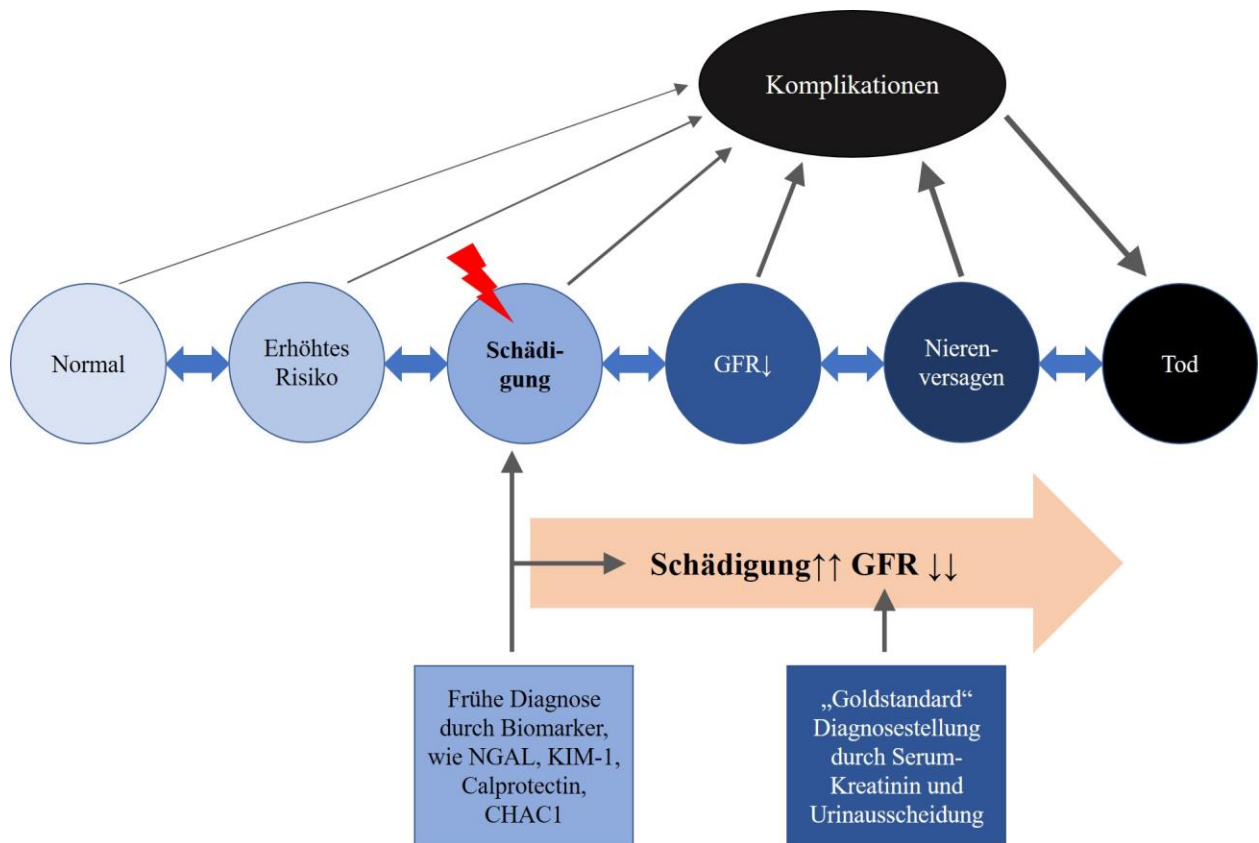 Komplikationen
Normal
Erhöhtes
Risiko
Schädi-
gung
GFR↓
Nieren-
versagen
Tod
Schädigung↑↑ GFR ↓↓
Frühe Diagnose
durch Biomarker,
wie NGAL, KIM-1,
Calprotectin,
CHAC1
„Goldstandard“
Diagnosestellung
durch Serum-
Kreatinin und
Urinausscheidung